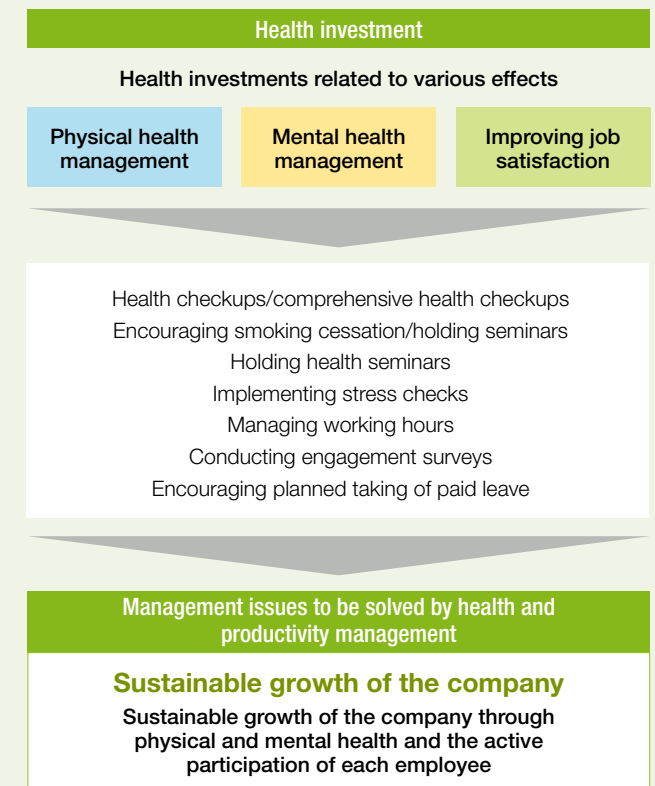 Health investment
Health investments related to various effects
Physical health
management
Mental health
management
Improving job
satisfaction
Health checkups/comprehensive health checkups
Encouraging smoking cessation/holding seminars
Holding health seminars
Implementing stress checks
Managing working hours
Conducting engagement surveys
Encouraging planned taking of paid leave
Management issues to be solved by health and
productivity management
Sustainable growth of the company
Sustainable growth of the company through
physical and mental health and the active
participation of each employee